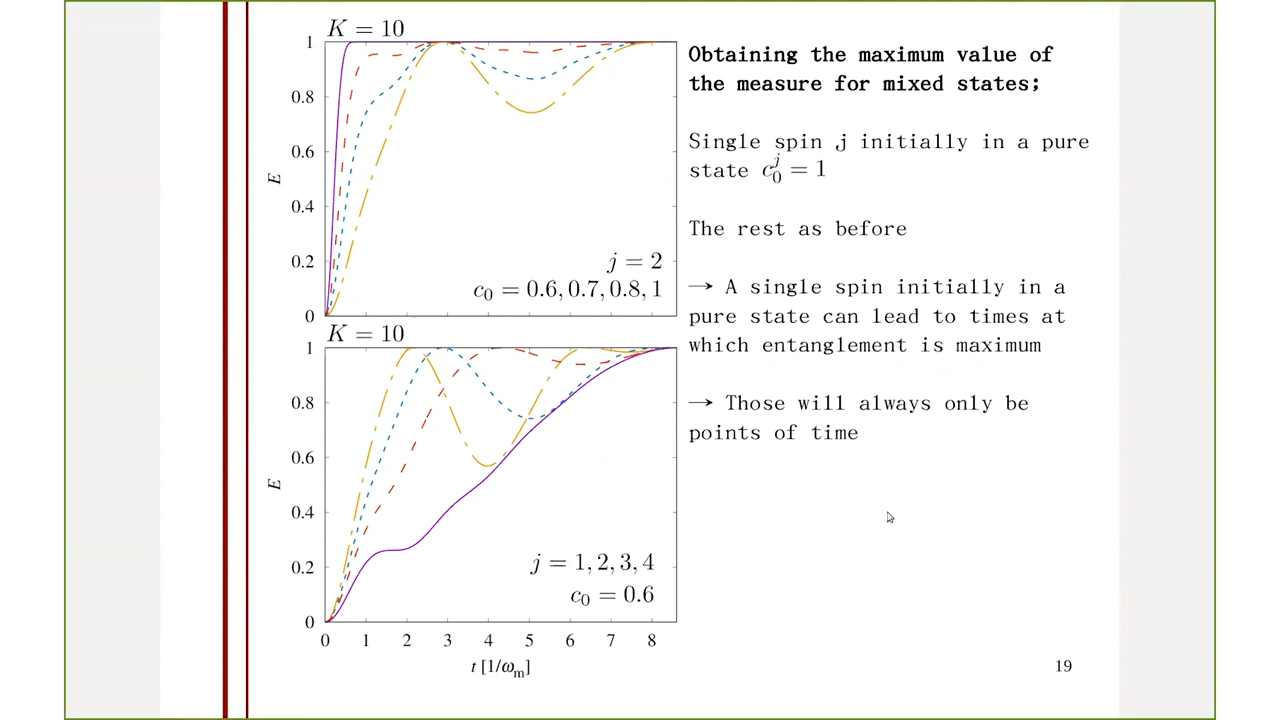 K = 10
1
0.8
0.6
0.4
0.2
0
E
j = 2
c₀ = 0.6, 0.7, 0.8, 1
K = 10
1
0.8
0.6
0.4
0.2
0
E
j = 1, 2, 3, 4
c₀ = 0.6
0 1 2 3 4 5 6 7 8
t [1/ωₘ]
Obtaining the maximum value of
the measure for mixed states;
Single spin j initially in a pure
state c₀ʲ = 1
The rest as before
→ A single spin initially in a
pure state can lead to times at
which entanglement is maximum
→ Those will always only be
points of time
19